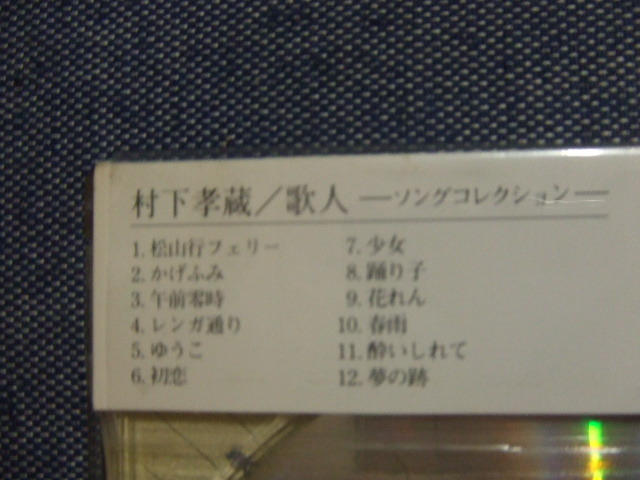 村下孝蔵／歌人 ―ソングコレクション―
1. 松山行フェリー
2. かげふみ
3. 午前零時
4. レンガ通り
5. ゆうこ
6. 初恋
7. 少女
8. 踊り子
9. 花れん
10. 春雨
11. 酔いしれて
12. 夢の跡